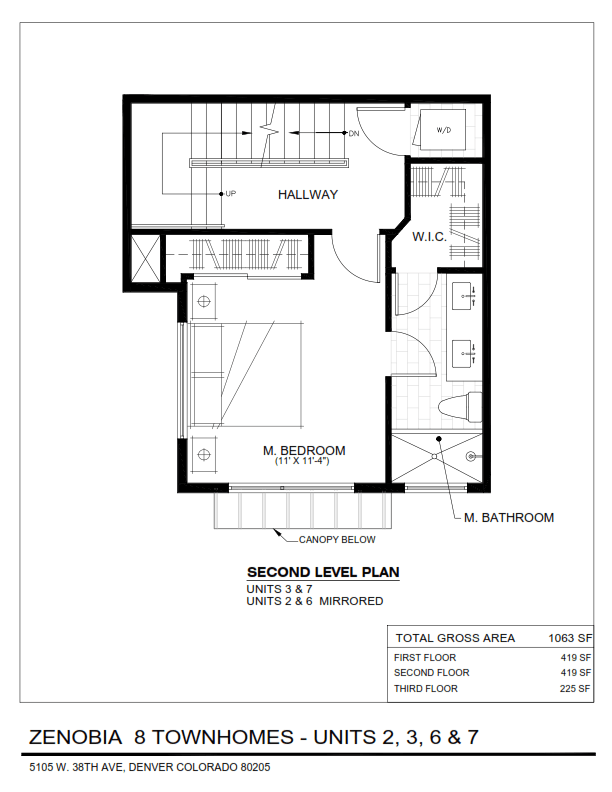 W/D
DN
UP
HALLWAY
W.I.C.
M. BEDROOM
(11' X 11'-4")
M. BATHROOM
CANOPY BELOW
SECOND LEVEL PLAN
UNITS 3 & 7
UNITS 2 & 6 MIRRORED
TOTAL GROSS AREA 1063 SF
FIRST FLOOR 419 SF
SECOND FLOOR 419 SF
THIRD FLOOR 225 SF
ZENOBIA 8 TOWNHOMES - UNITS 2, 3, 6 & 7
5105 W. 38TH AVE, DENVER COLORADO 80205